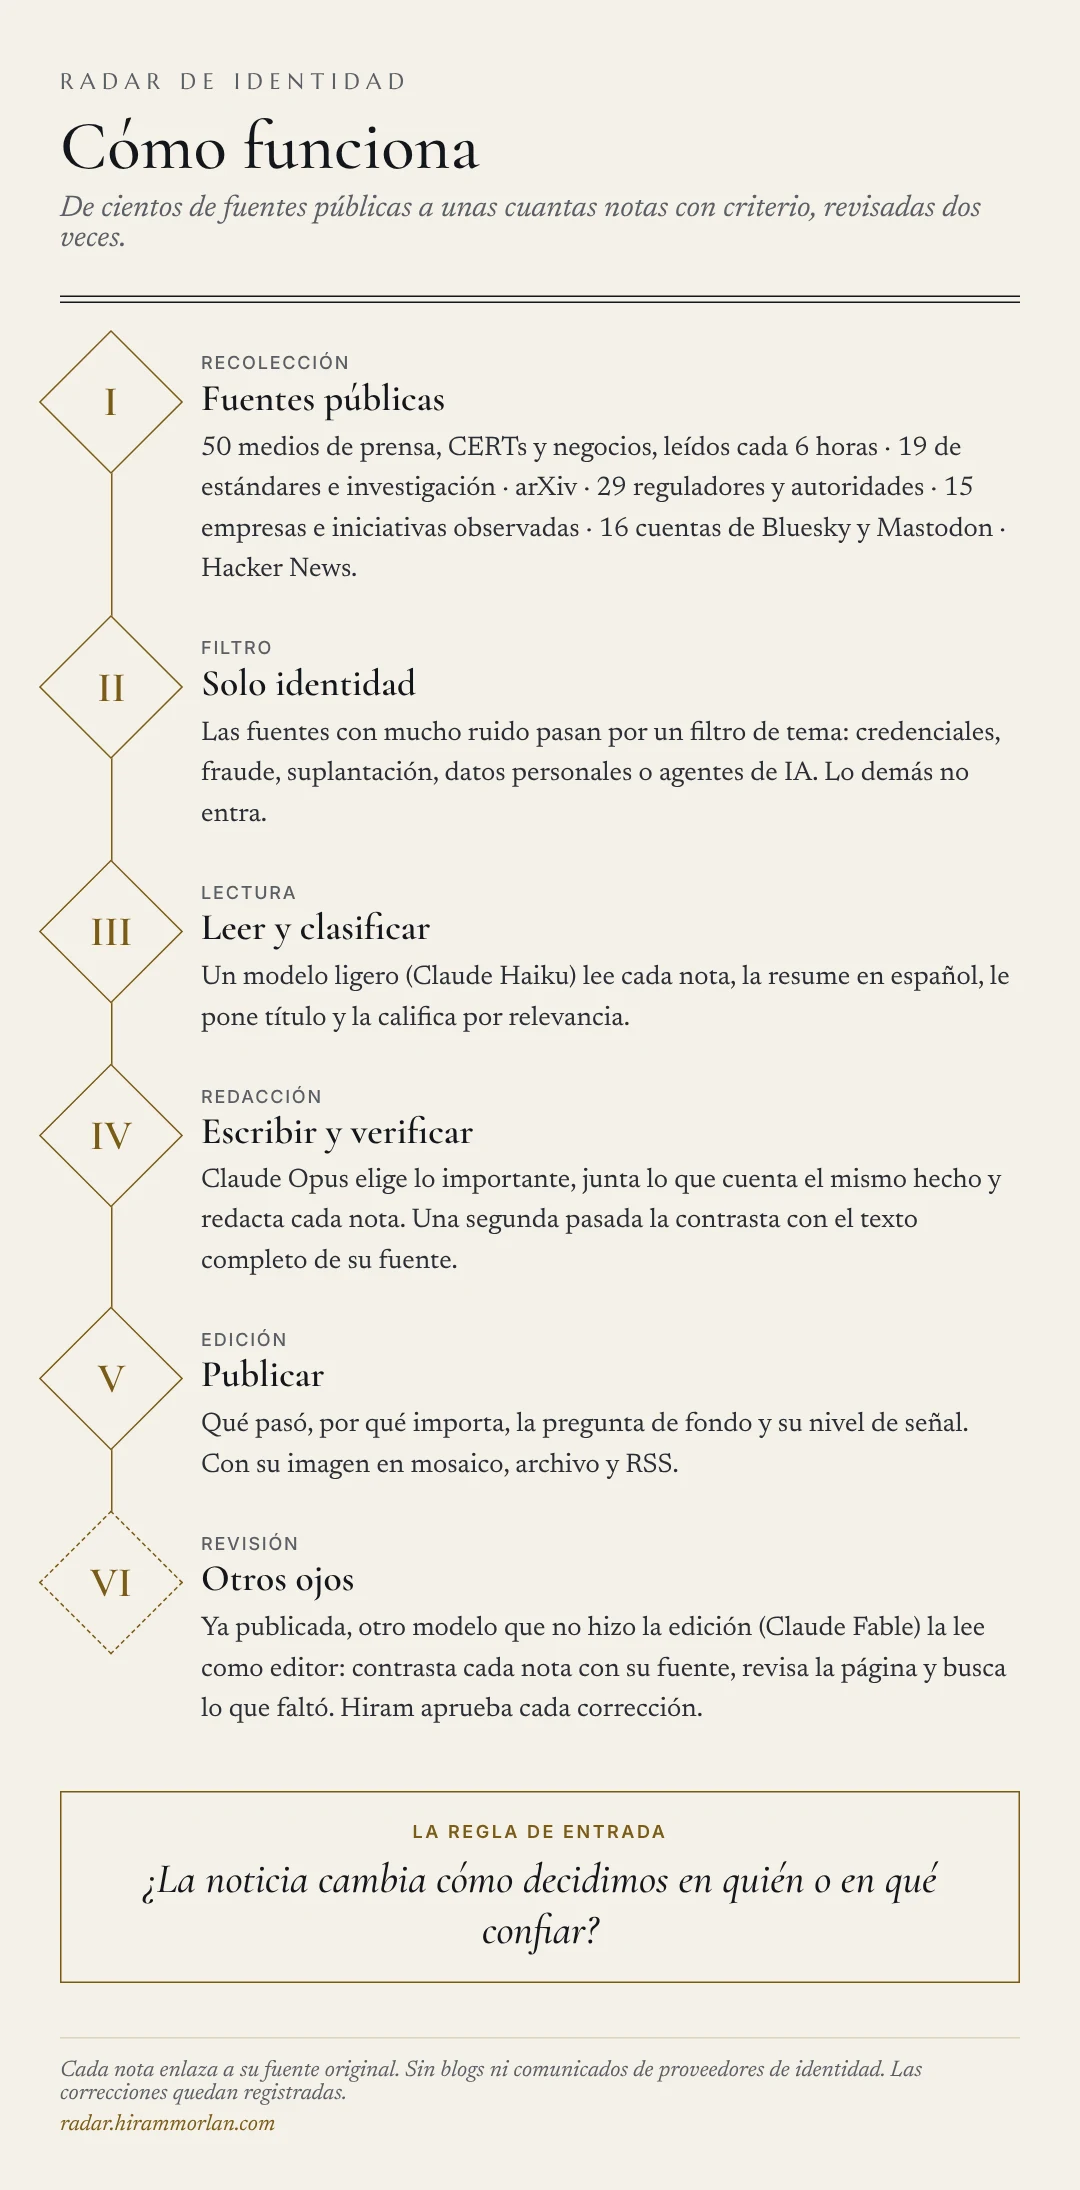 RADAR DE IDENTIDAD
Cómo funciona
De cientos de fuentes públicas a unas cuantas notas con criterio, revisadas dos
veces.
I
RECOLECCIÓN
Fuentes públicas
50 medios de prensa, CERTs y negocios, leídos cada 6 horas · 19 de
estándares e investigación · arXiv · 29 reguladores y autoridades · 15
empresas e iniciativas observadas · 16 cuentas de Bluesky y Mastodon ·
Hacker News.
II
FILTRO
Solo identidad
Las fuentes con mucho ruido pasan por un filtro de tema: credenciales,
fraude, suplantación, datos personales o agentes de IA. Lo demás no
entra.
III
LECTURA
Leer y clasificar
Un modelo ligero (Claude Haiku) lee cada nota, la resume en español, le
pone título y la califica por relevancia.
IV
REDACCIÓN
Escribir y verificar
Claude Opus elige lo importante, junta lo que cuenta el mismo hecho y
redacta cada nota. Una segunda pasada la contrasta con el texto
completo de su fuente.
V
EDICIÓN
Publicar
Qué pasó, por qué importa, la pregunta de fondo y su nivel de señal.
Con su imagen en mosaico, archivo y RSS.
VI
REVISIÓN
Otros ojos
Ya publicada, otro modelo que no hizo la edición (Claude Fable) la lee
como editor: contrasta cada nota con su fuente, revisa la página y busca
lo que faltó. Hiram aprueba cada corrección.
LA REGLA DE ENTRADA
¿La noticia cambia cómo decidimos en quién o en qué
confiar?
Cada nota enlaza a su fuente original. Sin blogs ni comunicados de proveedores de identidad. Las
correcciones quedan registradas.
radar.hirammorlan.com